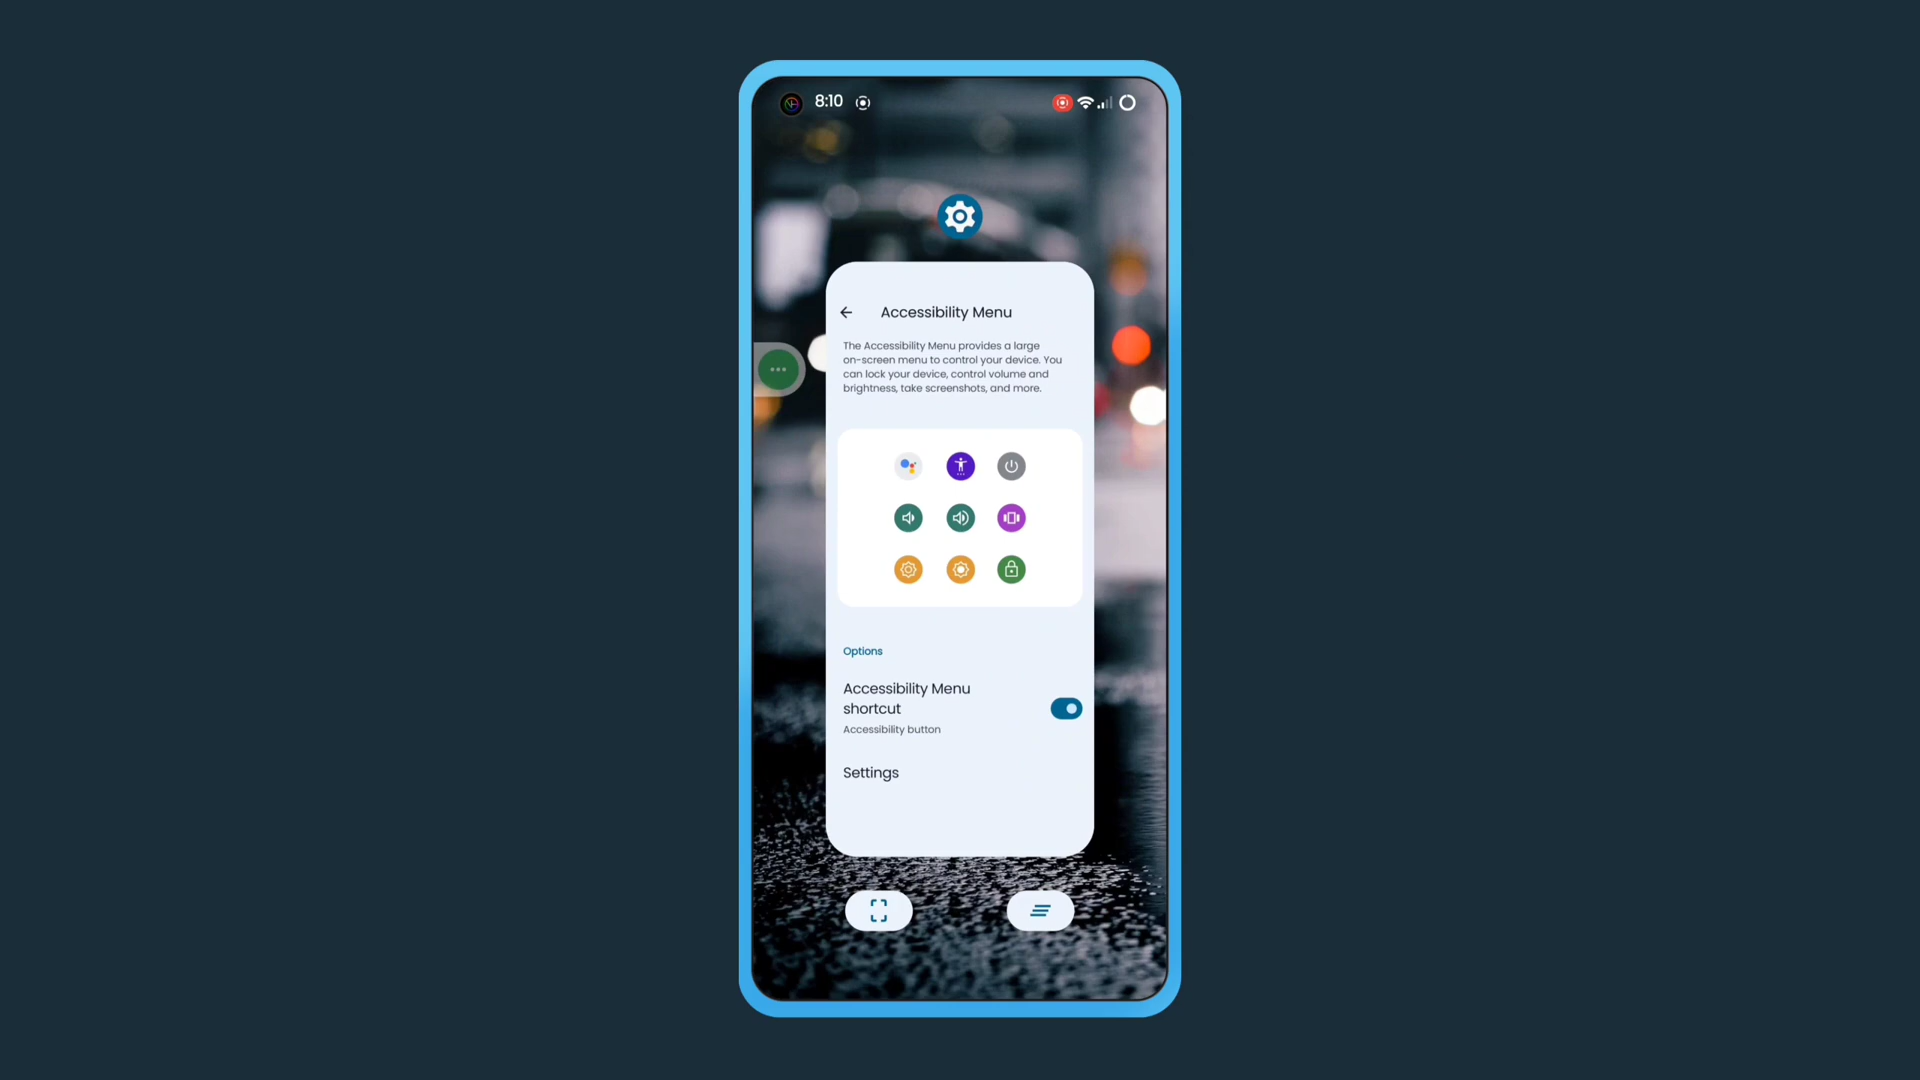 8:10
Accessibility Menu
The Accessibility Menu provides a large
on-screen menu to control your device. You
can lock your device, control volume and
brightness, take screenshots, and more.
Options
Accessibility Menu
shortcut
Accessibility button
Settings